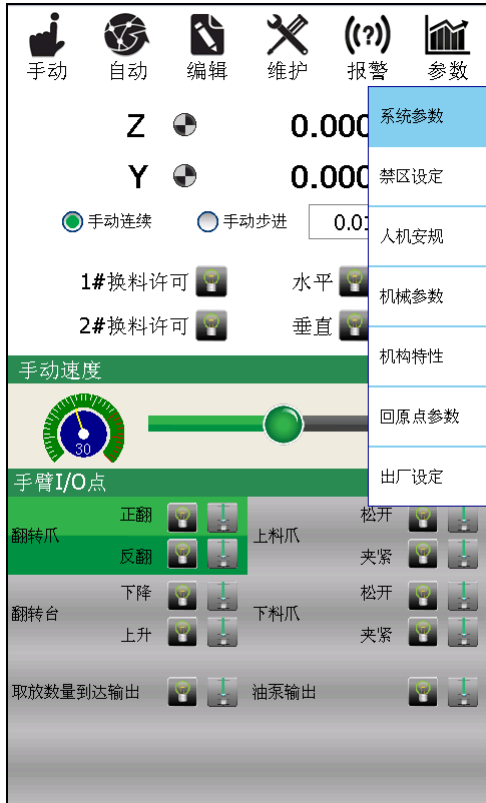 ((?))
手动 自动 编辑 维护 报警 参数
系统参数
禁区设定
人机安规
机械参数
机构特性
回原点参数
出厂设定
Z 0.000
Y 0.000
手动连续 手动步进 0.01
1#换料许可 水平
2#换料许可 垂直
手动速度
30
手臂I/O点
翻转爪 正翻 上料爪 松开
反翻 夹紧
翻转台 下降 下料爪 松开
上升 夹紧
取放数量到达输出 油泵输出